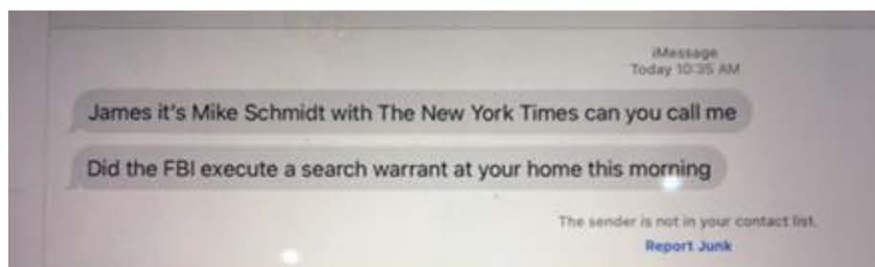 iMessage
Today 10:35 AM
James it's Mike Schmidt with The New York Times can you call me
Did the FBI execute a search warrant at your home this morning
The sender is not in your contact list.
Report Junk